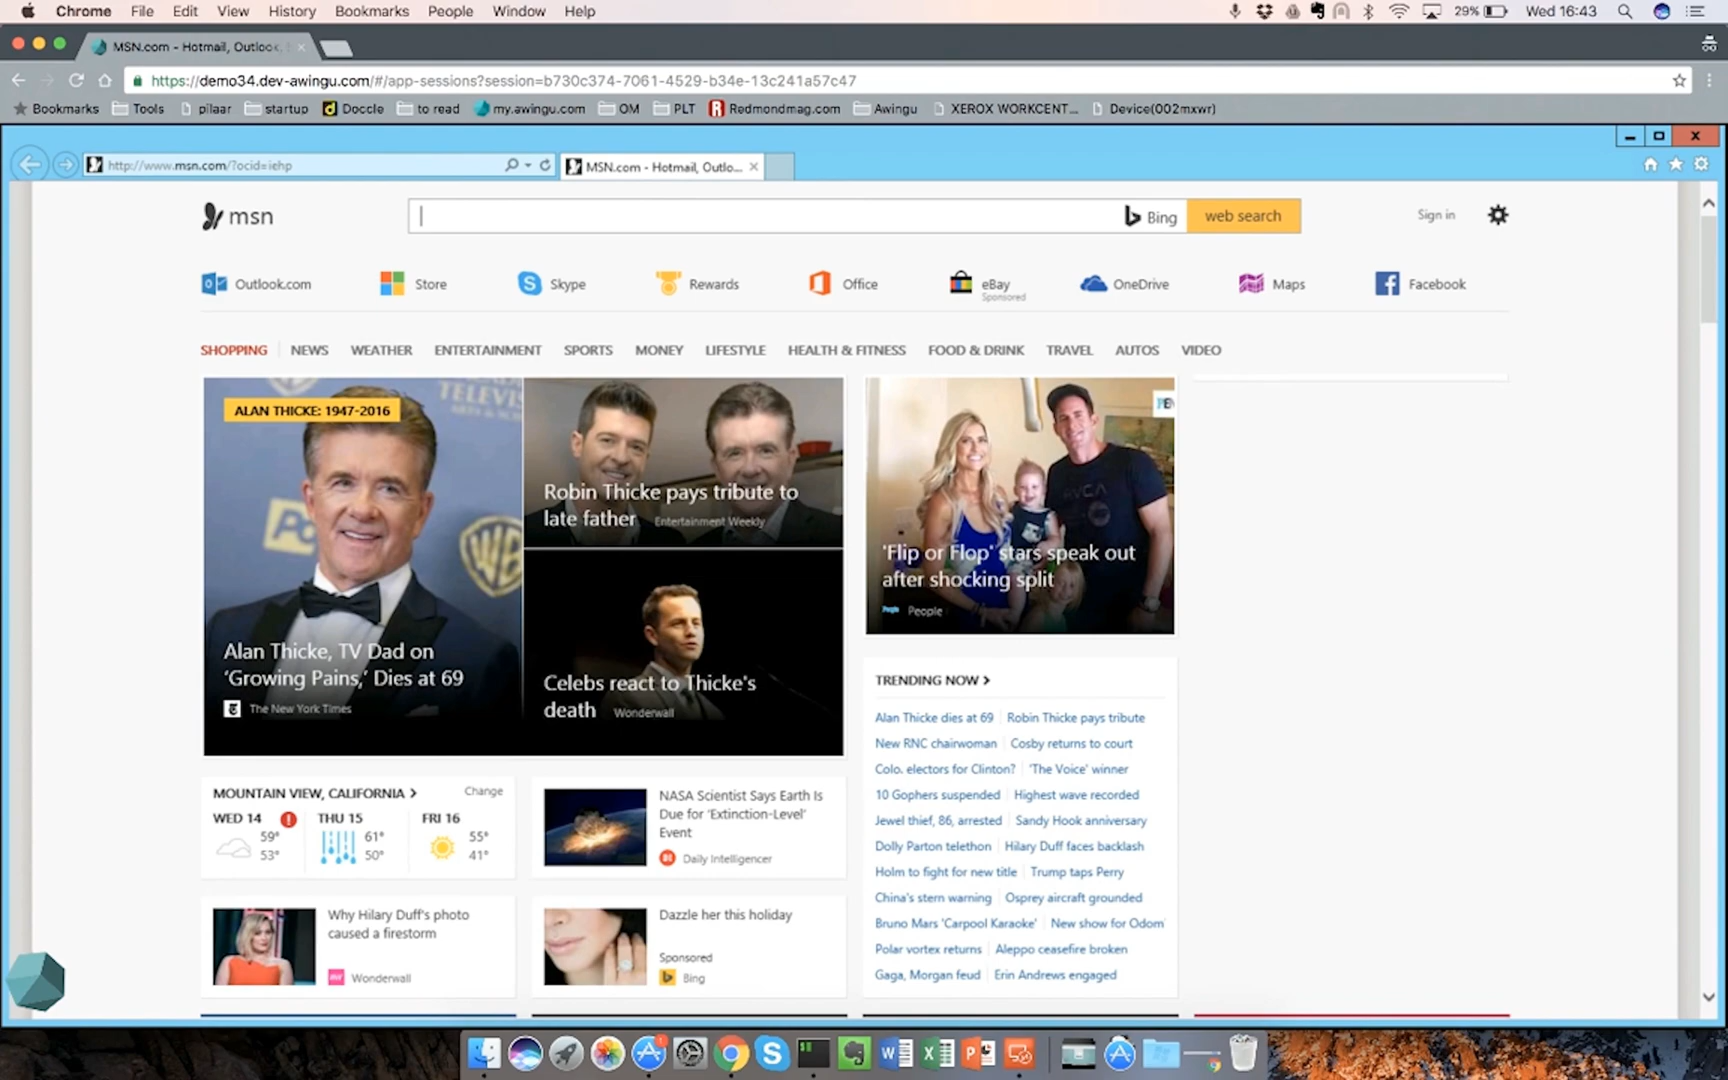 Chrome File Edit View History Bookmarks People Window Help 29% Wed 16:43
MSN.com - Hotmail, Outlook,
https://demo34.dev-awingu.com/#/app-sessions?session=b730c374-7061-4529-b34e-13c241a57c47
Bookmarks Tools pilaar startup Doccle to read my.awingu.com OM PLT Redmondmag.com Awingu XEROX WORKCENT... Device(002mxwr)
http://www.msn.com/?ocid=iehp MSN.com - Hotmail, Outlo...
msn Bing web search Sign in
Outlook.com Store Skype Rewards Office eBay OneDrive Maps Facebook
Sponsored
SHOPPING NEWS WEATHER ENTERTAINMENT SPORTS MONEY LIFESTYLE HEALTH & FITNESS FOOD & DRINK TRAVEL AUTOS VIDEO
TELEVIS
ALAN THICKE: 1947-2016
WB
Alan Thicke, TV Dad on
‘Growing Pains,’ Dies at 69
The New York Times
Robin Thicke pays tribute to
late father Entertainment Weekly
Celebs react to Thicke's
death Wonderwall
RVCA
'Flip or Flop' stars speak out
after shocking split
People
TRENDING NOW >
Alan Thicke dies at 69 Robin Thicke pays tribute
New RNC chairwoman Cosby returns to court
Colo. electors for Clinton? 'The Voice' winner
10 Gophers suspended Highest wave recorded
Jewel thief, 86, arrested Sandy Hook anniversary
Dolly Parton telethon Hilary Duff faces backlash
Holm to fight for new title Trump taps Perry
China's stern warning Osprey aircraft grounded
Bruno Mars 'Carpool Karaoke' New show for Odom
Polar vortex returns Aleppo ceasefire broken
Gaga, Morgan feud Erin Andrews engaged
MOUNTAIN VIEW, CALIFORNIA > Change
WED 14 THU 15 FRI 16
59° 61° 55°
53° 50° 41°
NASA Scientist Says Earth Is
Due for ‘Extinction-Level’
Event
Daily Intelligencer
Why Hilary Duff's photo
caused a firestorm
Wonderwall
Dazzle her this holiday
Sponsored
Bing